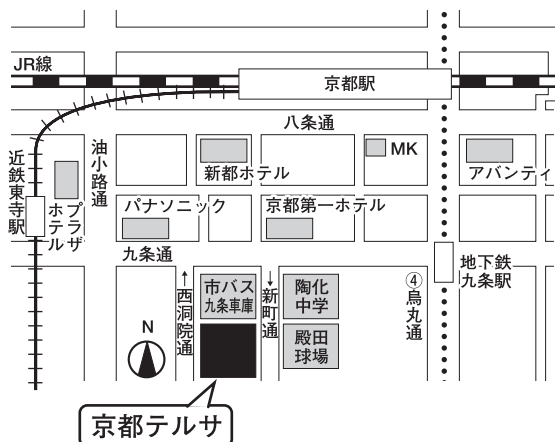 JR線
京都駅
八条通
近鉄東寺駅
油小路通
ホテル
プラザ
新都ホテル
MK
アバンティ
パナソニック
京都第一ホテル
九条通
↑西洞院通
市バス
九条車庫
↓新町通
陶化
中学
④烏丸通
地下鉄
九条駅
殿田
球場
N
京都テルサ